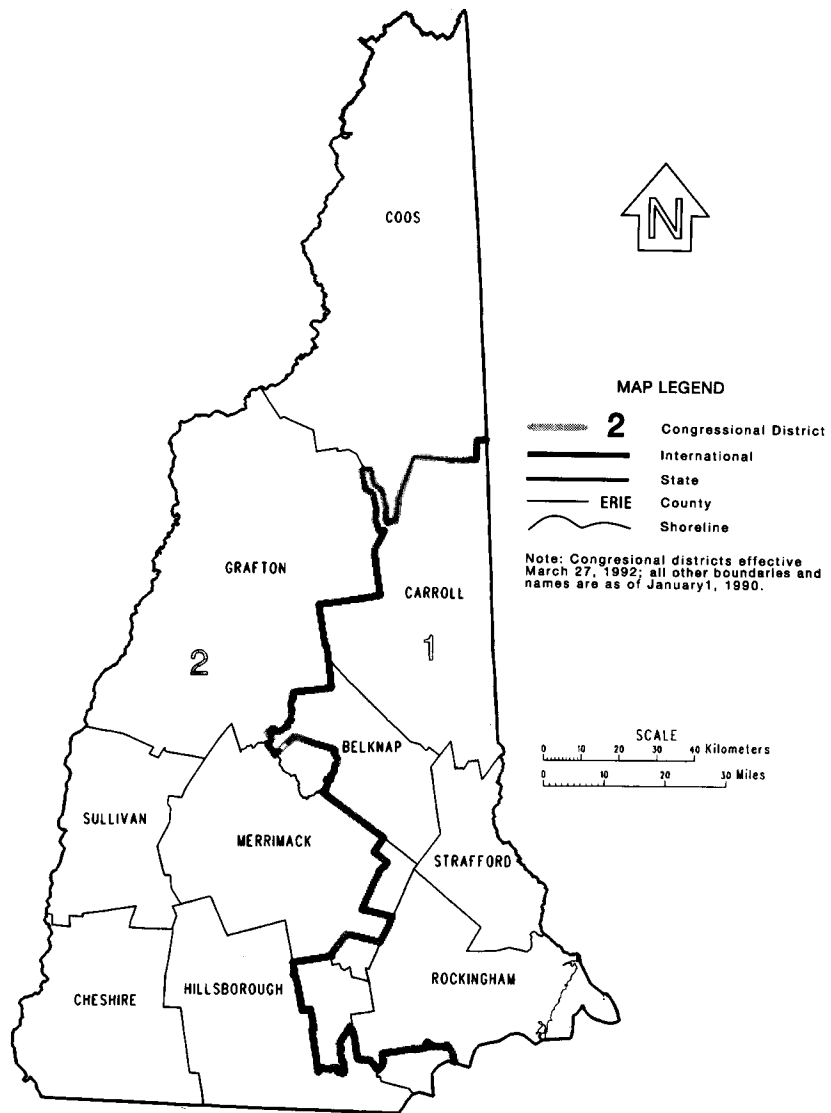 COOS
N
MAP LEGEND
2 Congressional District
International
State
ERIE County
Shoreline
Note: Congresional districts effective
March 27, 1992; all other boundaries and
names are as of January1, 1990.
GRAFTON
CARROLL
2
1
SCALE
0 10 20 30 40 Kilometers
0 10 20 30 Miles
BELKNAP
SULLIVAN
MERRIMACK
STRAFFORD
ROCKINGHAM
HILLSBOROUGH
CHESHIRE